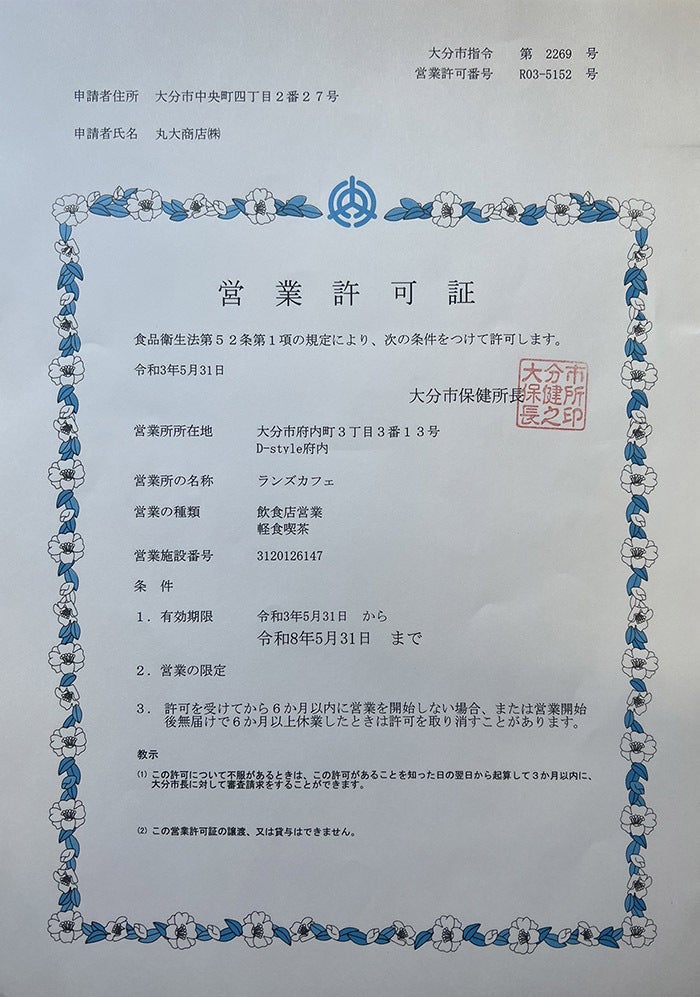 大分市指令　第　2269　号
営業許可番号　R03-5152　号
申請者住所　大分市中央町四丁目２番２７号
申請者氏名　丸大商店㈱
営業許可証
食品衛生法第５２条第１項の規定により、次の条件をつけて許可します。
令和3年5月31日
大分市保健所長
大分市保健所長之印
営業所所在地　大分市府内町３丁目３番１３号
D-style府内
営業所の名称　ランズカフェ
営業の種類　飲食店営業
軽食喫茶
営業施設番号　3120126147
条　件
１．有効期限　令和3年5月31日　から
令和8年5月31日　まで
２．営業の限定
３．許可を受けてから６か月以内に営業を開始しない場合、または営業開始
後無届けで６か月以上休業したときは許可を取り消すことがあります。
教示
⑴ この許可について不服があるときは、この許可があることを知った日の翌日から起算して３か月以内に、
大分市長に対して審査請求をすることができます。
⑵ この営業許可証の譲渡、又は貸与はできません。